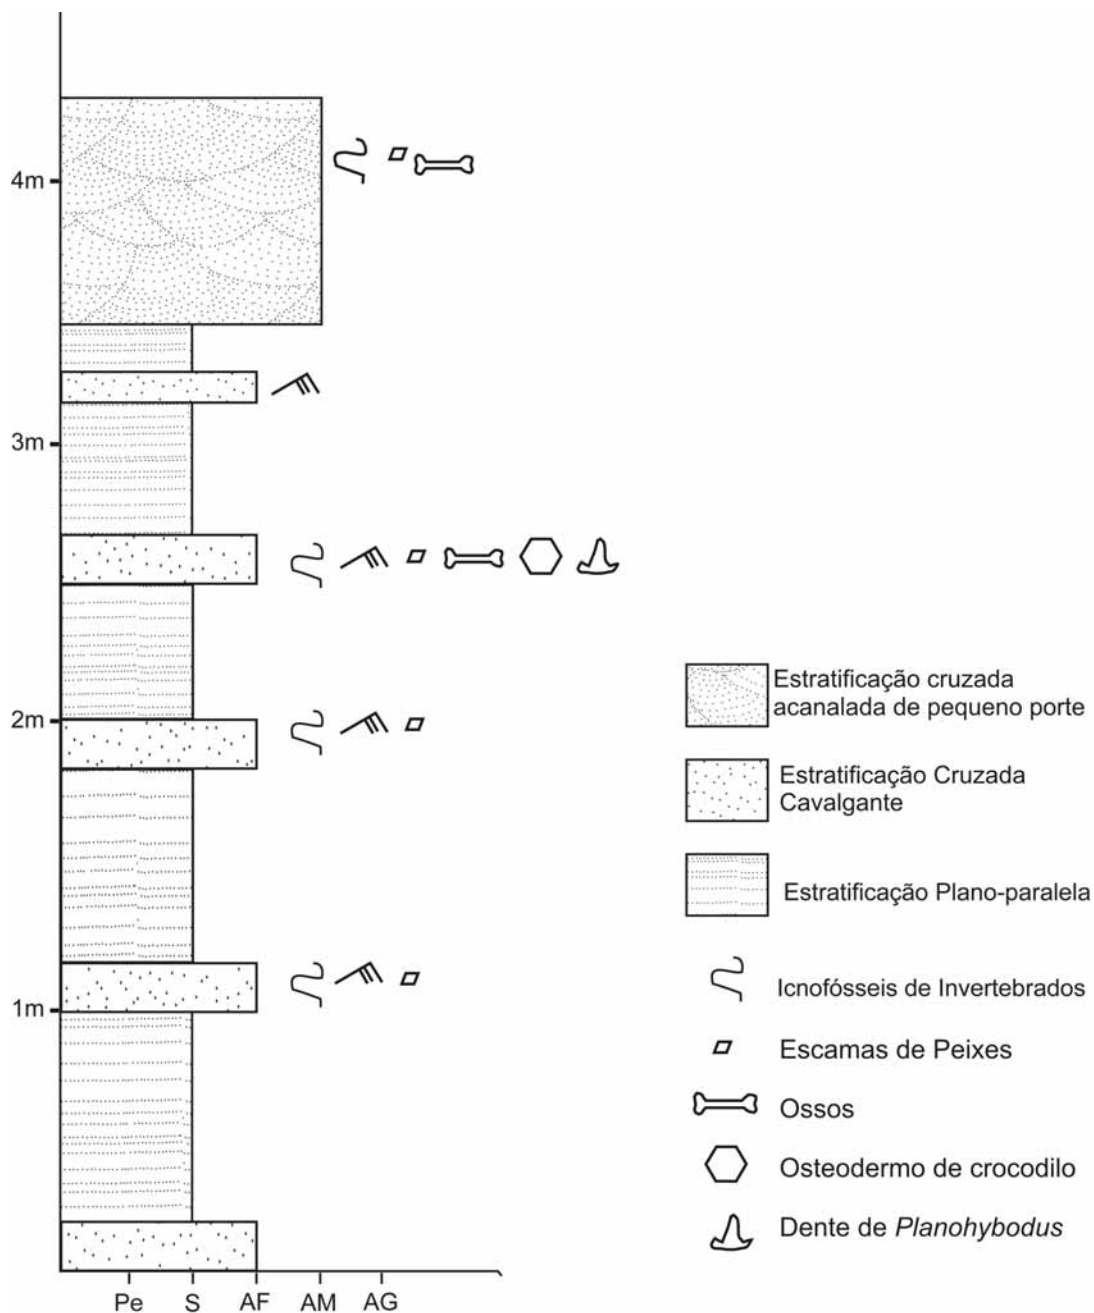 4m
3m
2m
1m
Pe S AF AM AG
Estratificação cruzada
acanalada de pequeno porte
Estratificação Cruzada
Cavalgante
Estratificação Plano-paralela
Icnofósseis de Invertebrados
Escamas de Peixes
Ossos
Osteodermo de crocodilo
Dente de Planohybodus